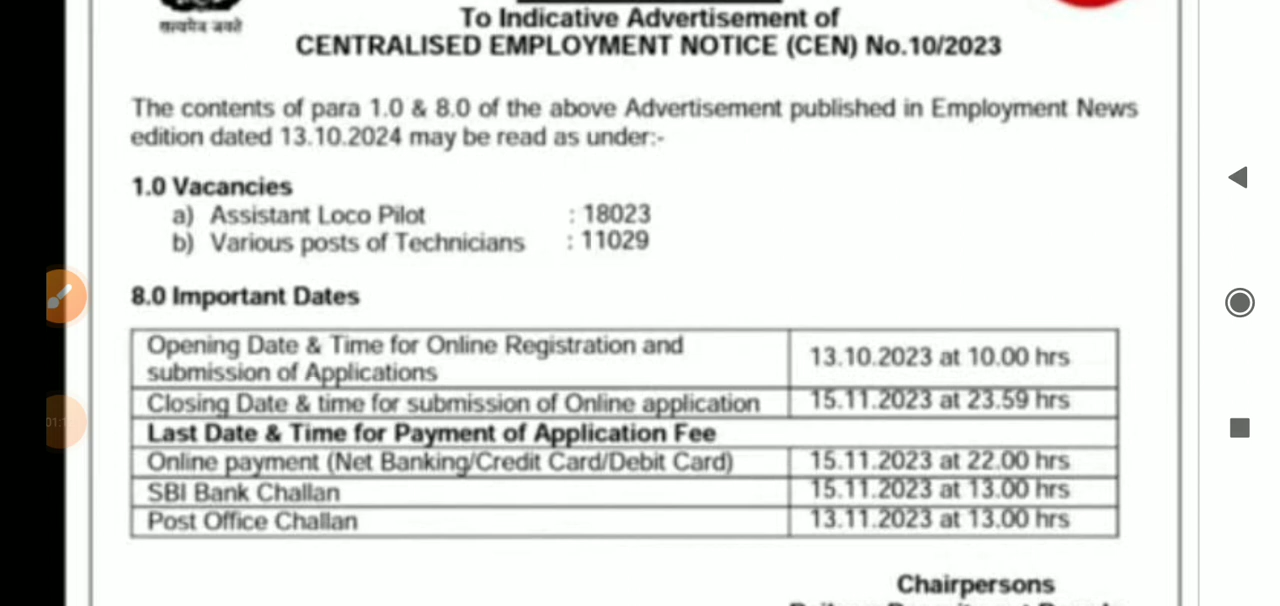 सत्यमेव जयते
To Indicative Advertisement of
CENTRALISED EMPLOYMENT NOTICE (CEN) No.10/2023
The contents of para 1.0 & 8.0 of the above Advertisement published in Employment News
edition dated 13.10.2024 may be read as under:-
1.0 Vacancies
a) Assistant Loco Pilot : 18023
b) Various posts of Technicians : 11029
8.0 Important Dates
Opening Date & Time for Online Registration and
submission of Applications 13.10.2023 at 10.00 hrs
Closing Date & time for submission of Online application 15.11.2023 at 23.59 hrs
Last Date & Time for Payment of Application Fee
Online payment (Net Banking/Credit Card/Debit Card) 15.11.2023 at 22.00 hrs
SBI Bank Challan 15.11.2023 at 13.00 hrs
Post Office Challan 13.11.2023 at 13.00 hrs
Chairpersons